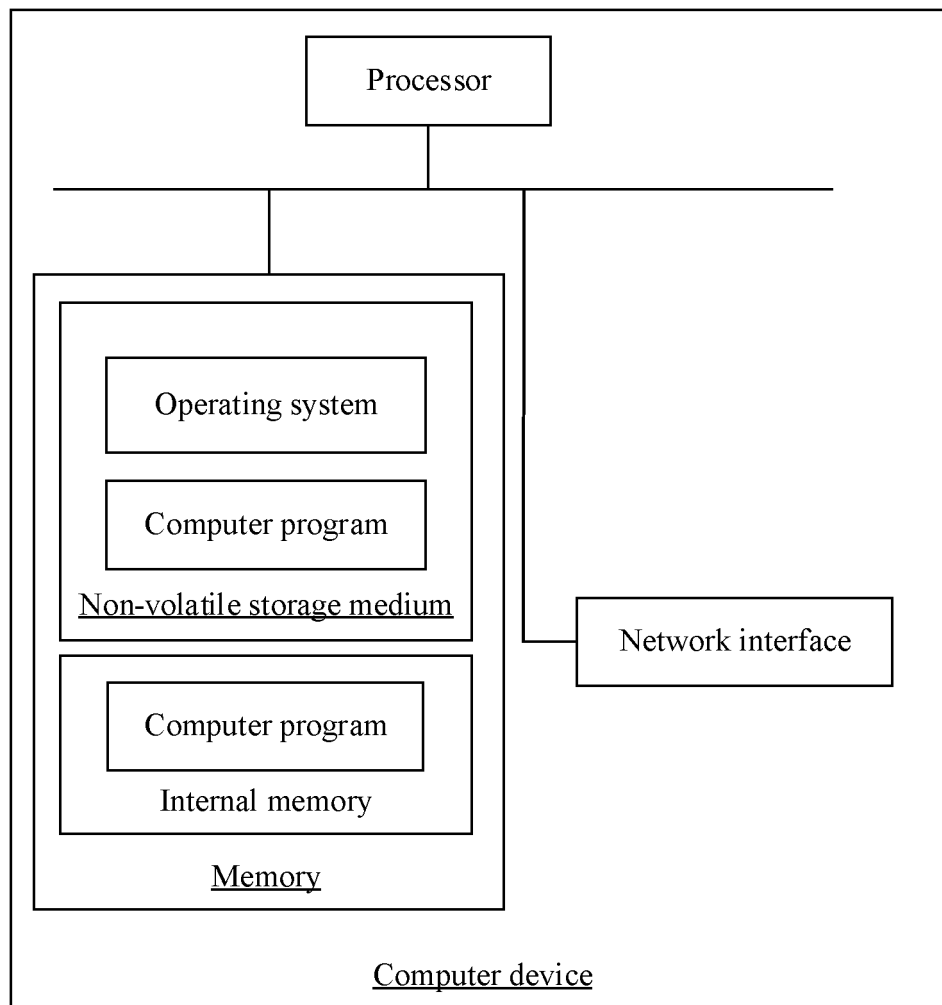 Processor
Operating system
Computer program
Non-volatile storage medium
Network interface
Computer program
Internal memory
Memory
Computer device